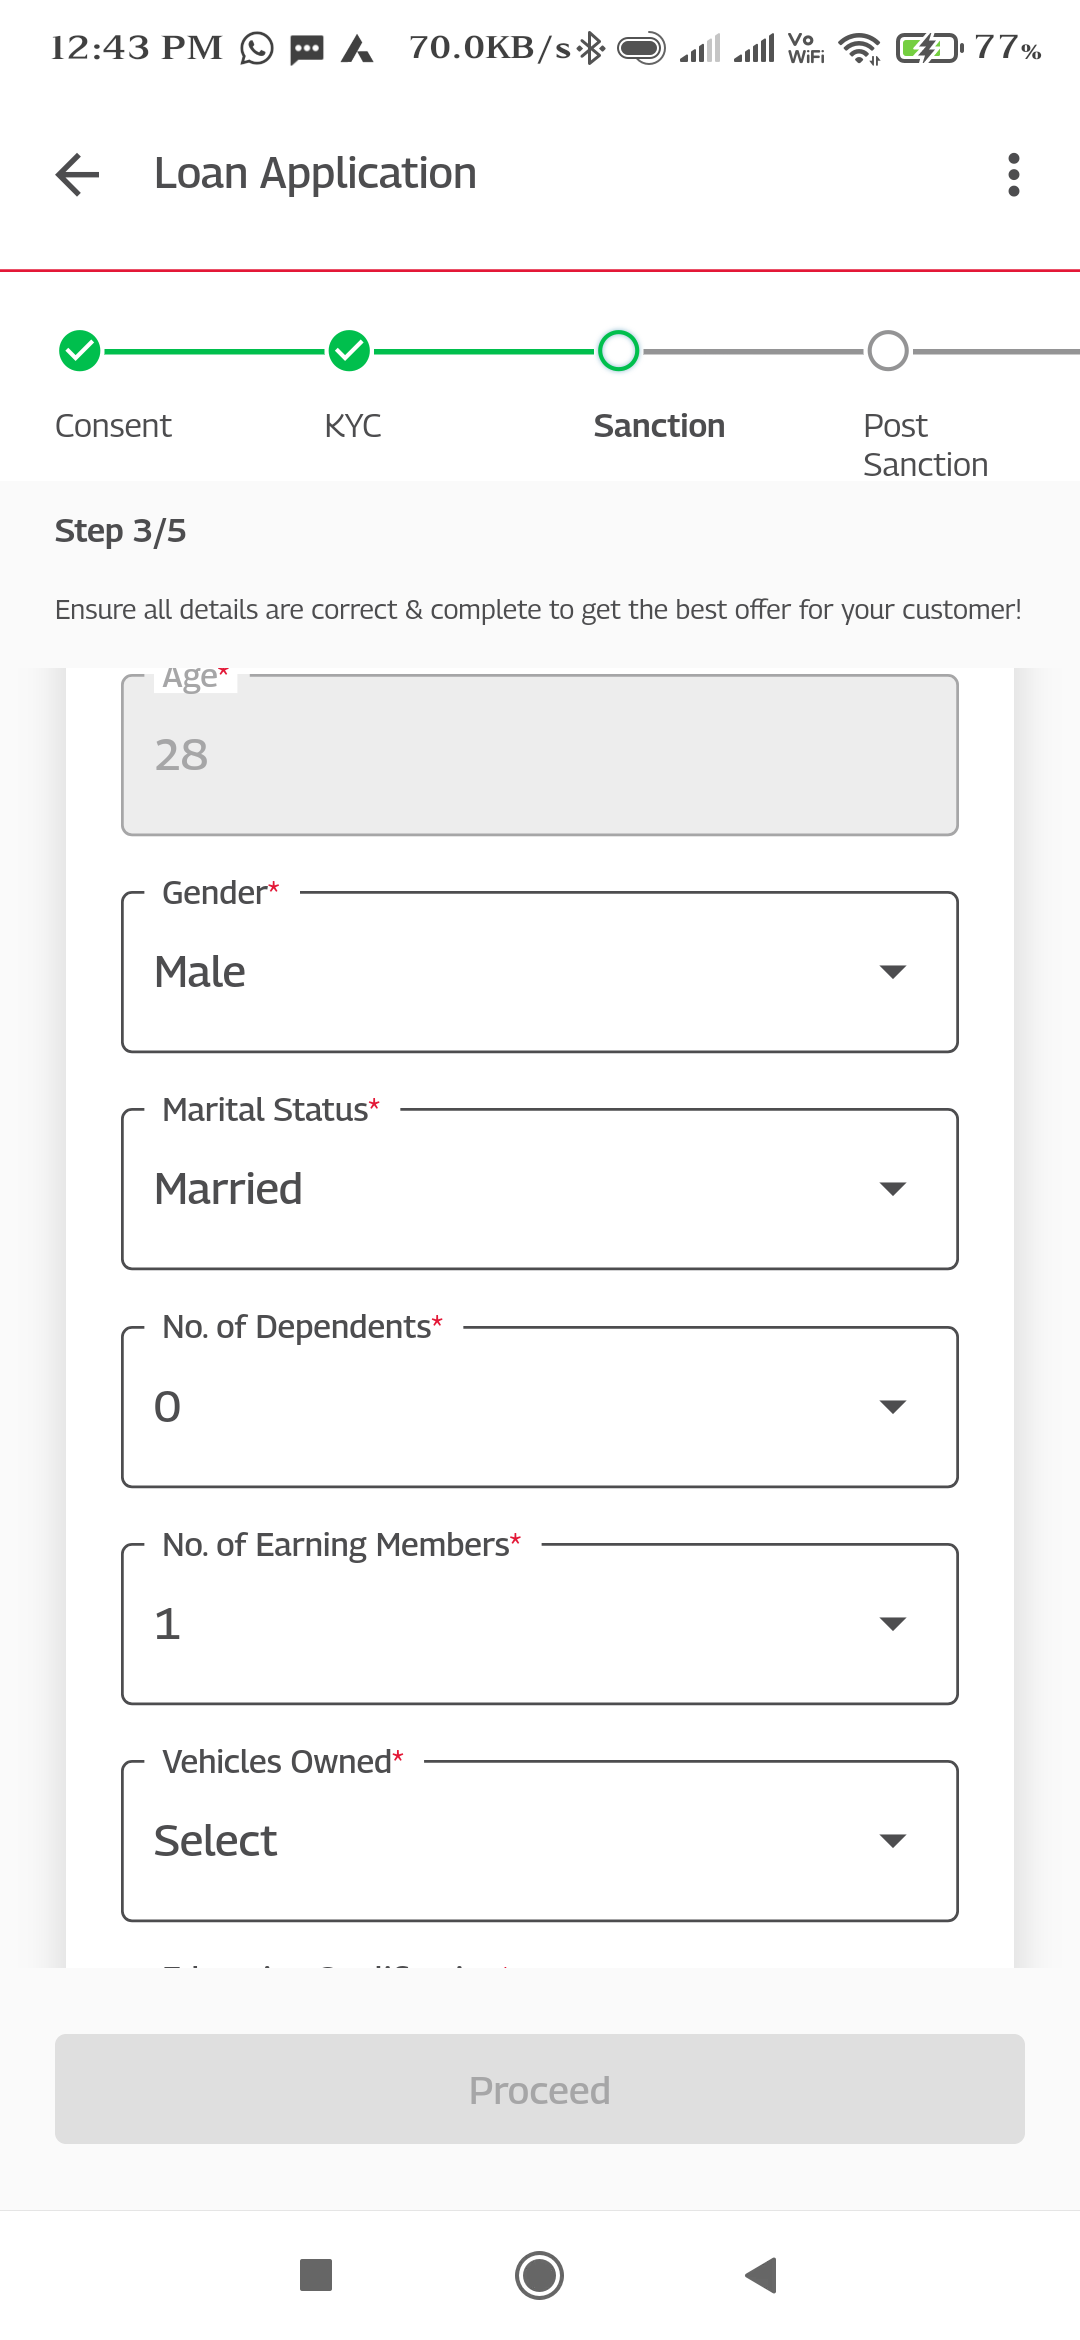 12:43 PM 70.0KB/s Vo WiFi 77%
Loan Application
Consent KYC Sanction Post Sanction
Step 3/5
Ensure all details are correct & complete to get the best offer for your customer!
Age*
28
Gender*
Male
Marital Status*
Married
No. of Dependents*
0
No. of Earning Members*
1
Vehicles Owned*
Select
Proceed